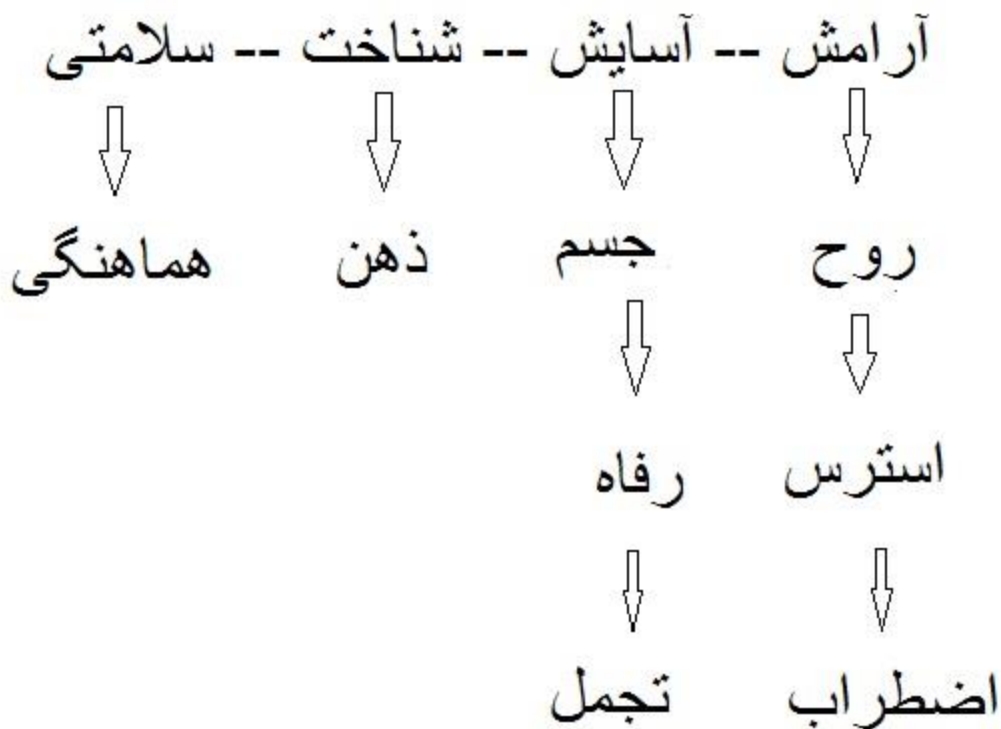 آرامش -- آسایش -- شناخت -- سلامتی
روح جسم ذهن هماهنگی
استرس رفاه
اضطراب تجمل